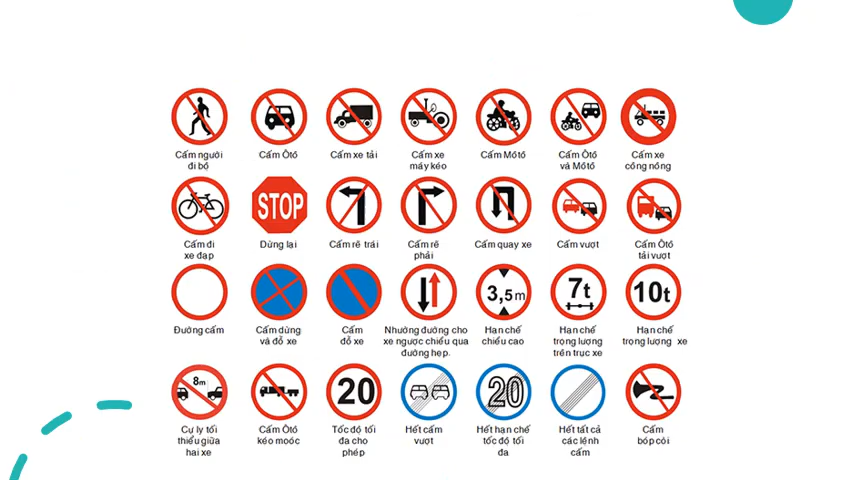 Cấm người
đi bộ
Cấm Ôtô
Cấm xe tải
Cấm xe
máy kéo
Cấm Môtô
Cấm Ôtô
và Môtô
Cấm xe
công nông
STOP
Cấm đi
xe đạp
Dừng lại
Cấm rẽ trái
Cấm rẽ
phải
Cấm quay xe
Cấm vượt
Cấm Ôtô
tải vượt
3,5m
7t
10t
Đường cấm
Cấm dừng
và đỗ xe
Cấm
đỗ xe
Nhường đường cho
xe ngược chiều qua
đường hẹp.
Hạn chế
chiều cao
Hạn chế
trọng lượng
trên trục xe
Hạn chế
trọng lượng xe
8m
20
20
Cự ly tối
thiểu giữa
hai xe
Cấm Ôtô
kéo moóc
Tốc độ tối
đa cho
phép
Hết cấm
vượt
Hết hạn chế
tốc độ tối
đa
Hết tất cả
các lệnh
cấm
Cấm
bóp còi